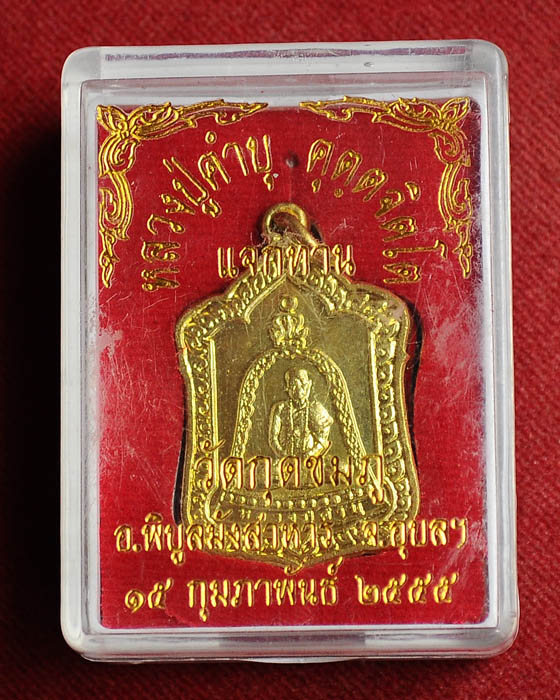 หลวงปู่คำบุ คุตฺตจิตฺโต
แจกทาน
วัดกุดชมภู
อ.พิบูลมังสาหาร จ.อุบลฯ
๑๕ กุมภาพันธ์ ๒๕๕๕